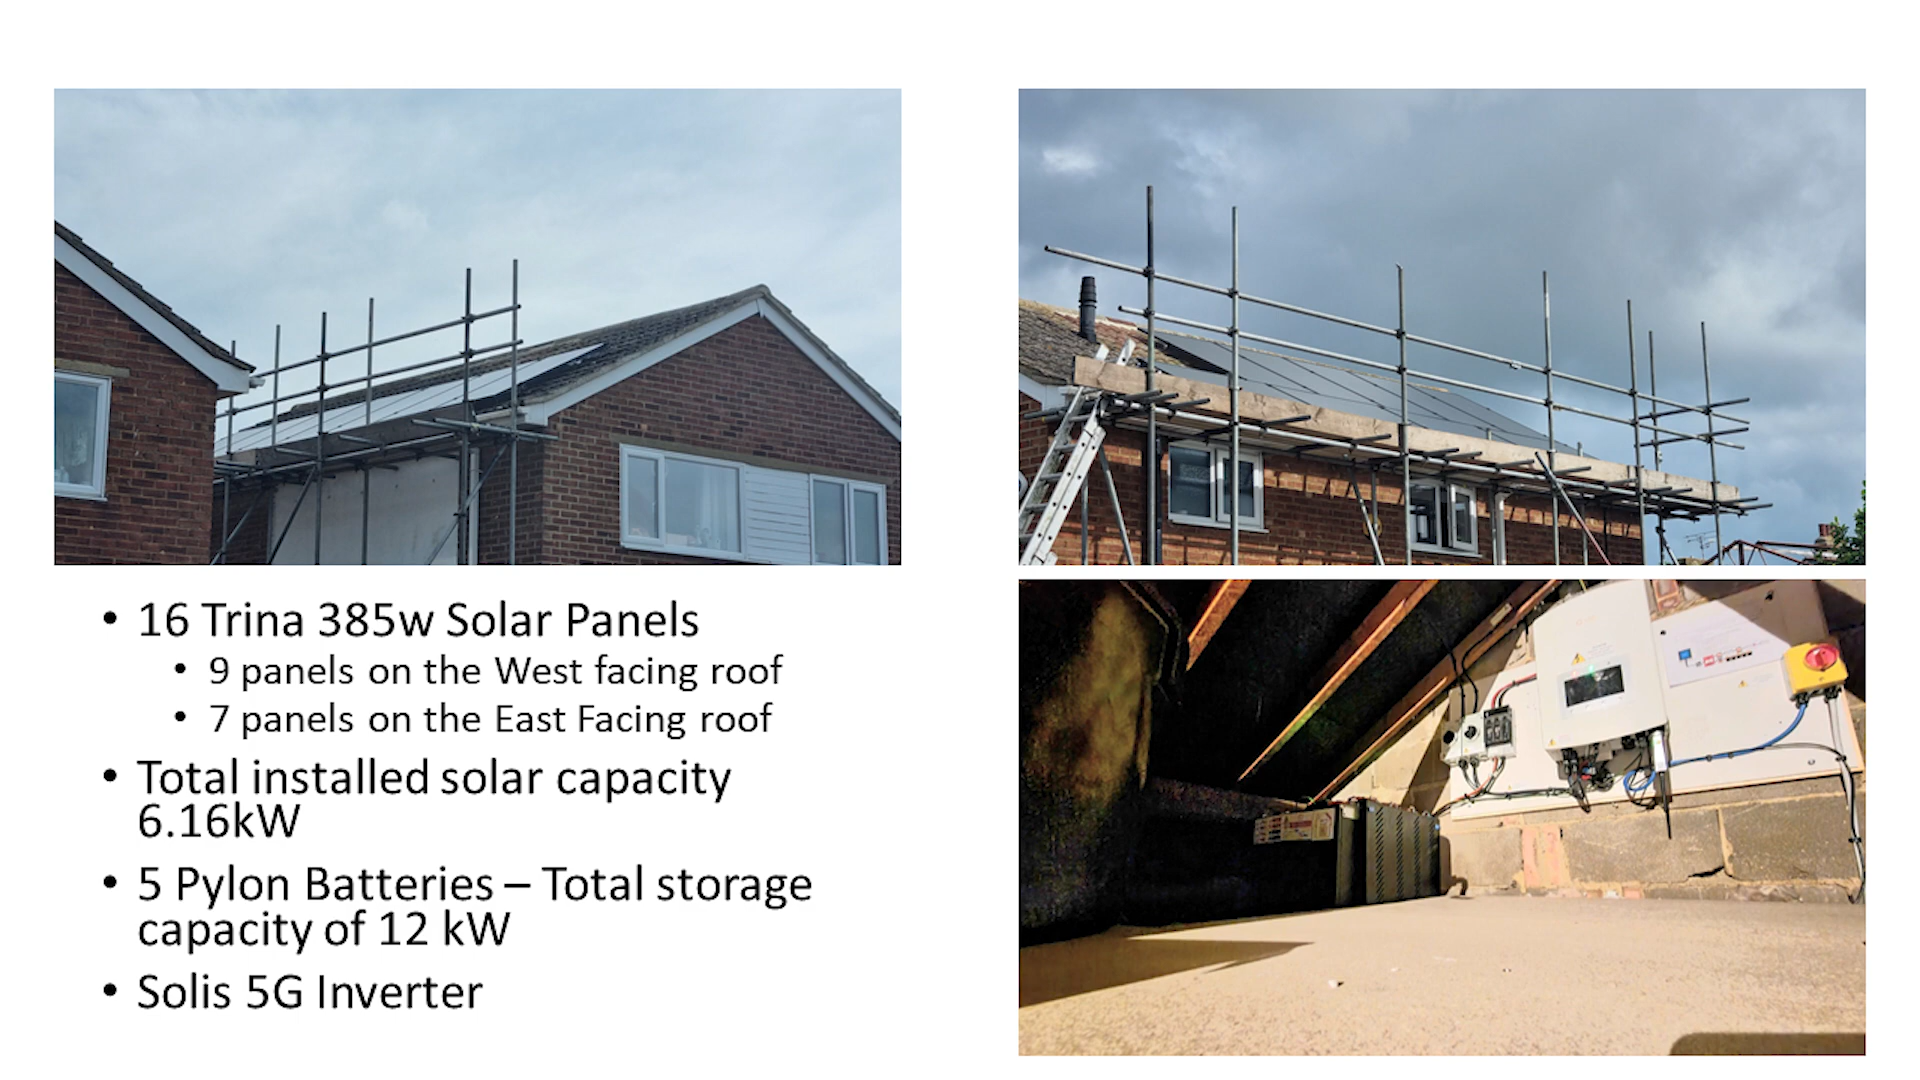 • 16 Trina 385w Solar Panels
• 9 panels on the West facing roof
• 7 panels on the East Facing roof
• Total installed solar capacity
6.16kW
• 5 Pylon Batteries – Total storage
capacity of 12 kW
• Solis 5G Inverter